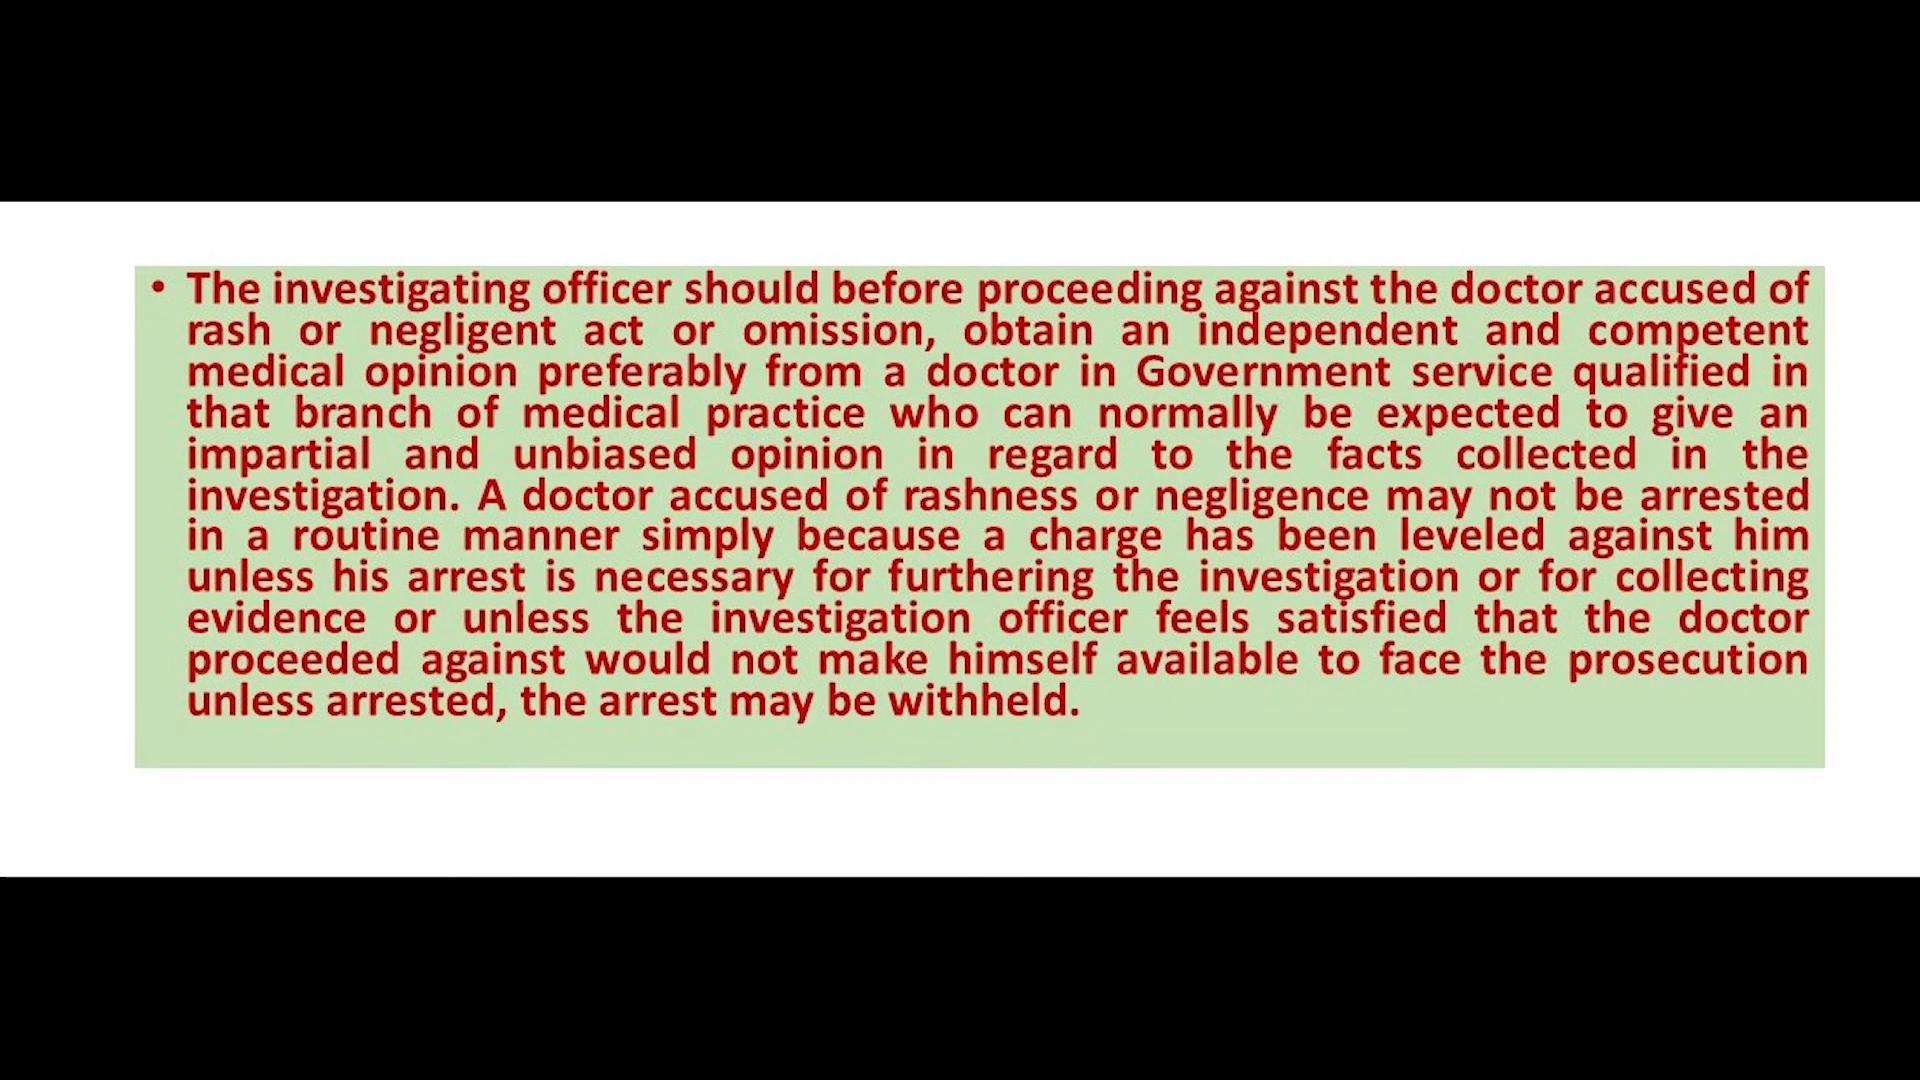 • The investigating officer should before proceeding against the doctor accused of
rash or negligent act or omission, obtain an independent and competent
medical opinion preferably from a doctor in Government service qualified in
that branch of medical practice who can normally be expected to give an
impartial and unbiased opinion in regard to the facts collected in the
investigation. A doctor accused of rashness or negligence may not be arrested
in a routine manner simply because a charge has been leveled against him
unless his arrest is necessary for furthering the investigation or for collecting
evidence or unless the investigation officer feels satisfied that the doctor
proceeded against would not make himself available to face the prosecution
unless arrested, the arrest may be withheld.